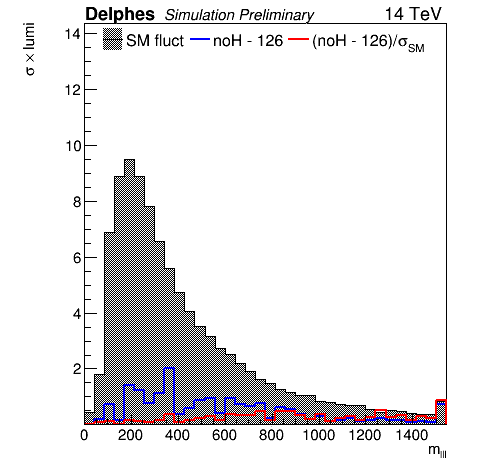 Delphes Simulation Preliminary 14 TeV
σ × lumi
SM fluct noH - 126 (noH - 126)/σSM
14
12
10
8
6
4
2
0 200 400 600 800 1000 1200 1400
mlll